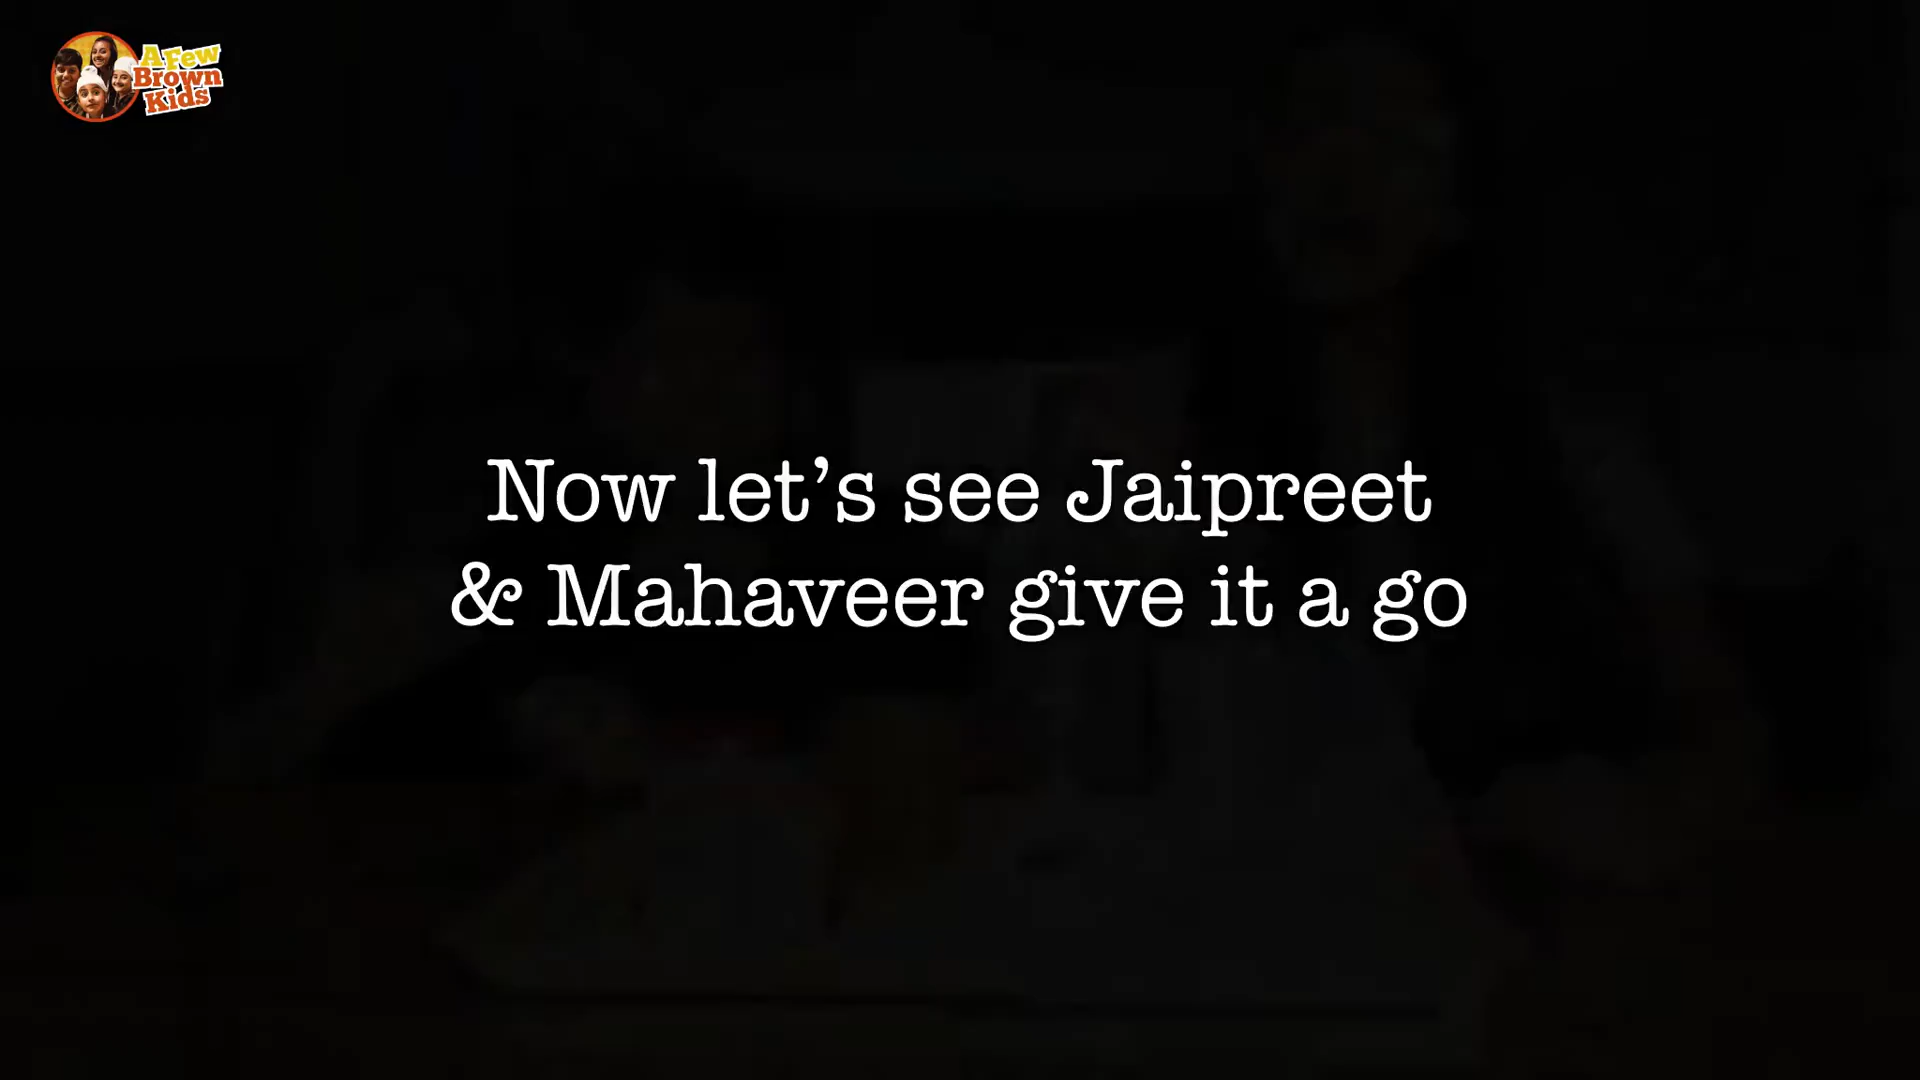 A Few
Brown
Kids
Now let’s see Jaipreet
& Mahaveer give it a go